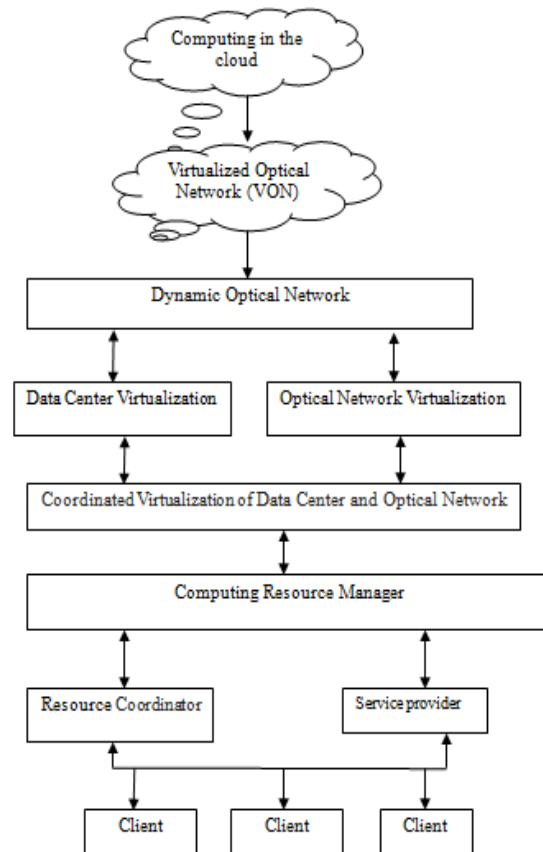 Computing in the
cloud
Virtualized Optical
Network (VON)
Dynamic Optical Network
Data Center Virtualization
Optical Network Virtualization
Coordinated Virtualization of Data Center and Optical Network
Computing Resource Manager
Resource Coordinator
Service provider
Client
Client
Client